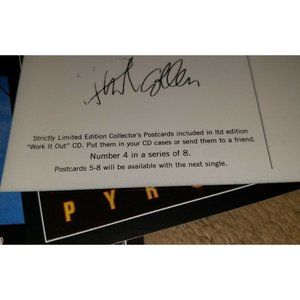 Strictly Limited Edition Collector's Postcards included in ltd edition
"Work It Out" CD. Put them in your CD cases or send them to a friend.
Number 4 in a series of 8.
Postcards 5-8 will be available with the next single.
P Y R